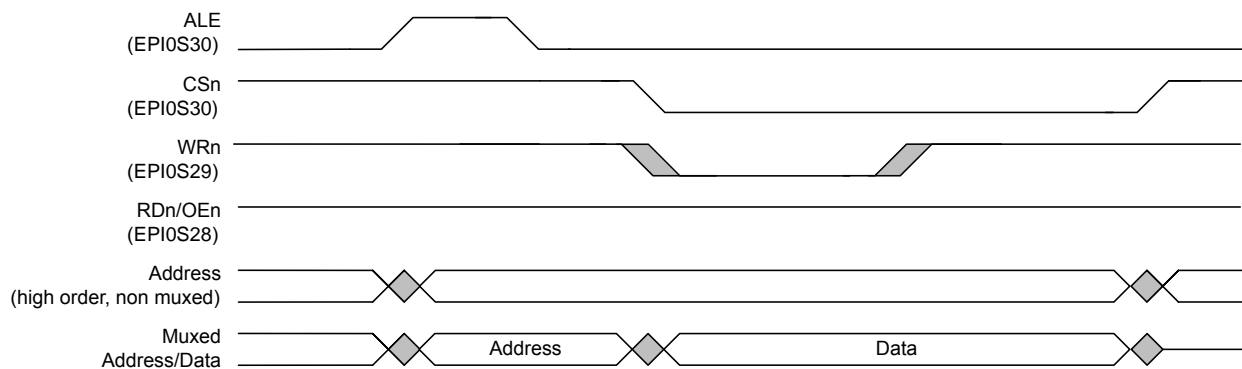 ALE
(EPI0S30)
CSn
(EPI0S30)
WRn
(EPI0S29)
RDn/OEn
(EPI0S28)
Address
(high order, non muxed)
Muxed
Address/Data
Address
Data